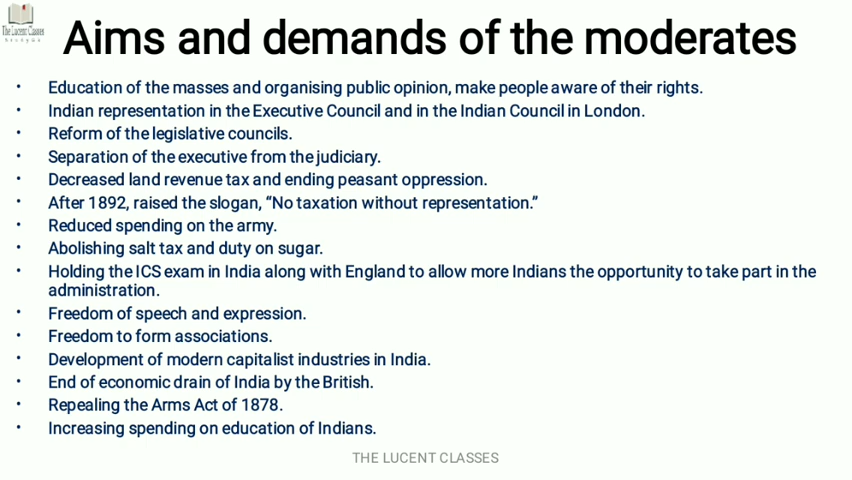 The Lucent Classes
Aims and demands of the moderates
• Education of the masses and organising public opinion, make people aware of their rights.
• Indian representation in the Executive Council and in the Indian Council in London.
• Reform of the legislative councils.
• Separation of the executive from the judiciary.
• Decreased land revenue tax and ending peasant oppression.
• After 1892, raised the slogan, “No taxation without representation.”
• Reduced spending on the army.
• Abolishing salt tax and duty on sugar.
• Holding the ICS exam in India along with England to allow more Indians the opportunity to take part in the
administration.
• Freedom of speech and expression.
• Freedom to form associations.
• Development of modern capitalist industries in India.
• End of economic drain of India by the British.
• Repealing the Arms Act of 1878.
• Increasing spending on education of Indians.
THE LUCENT CLASSES